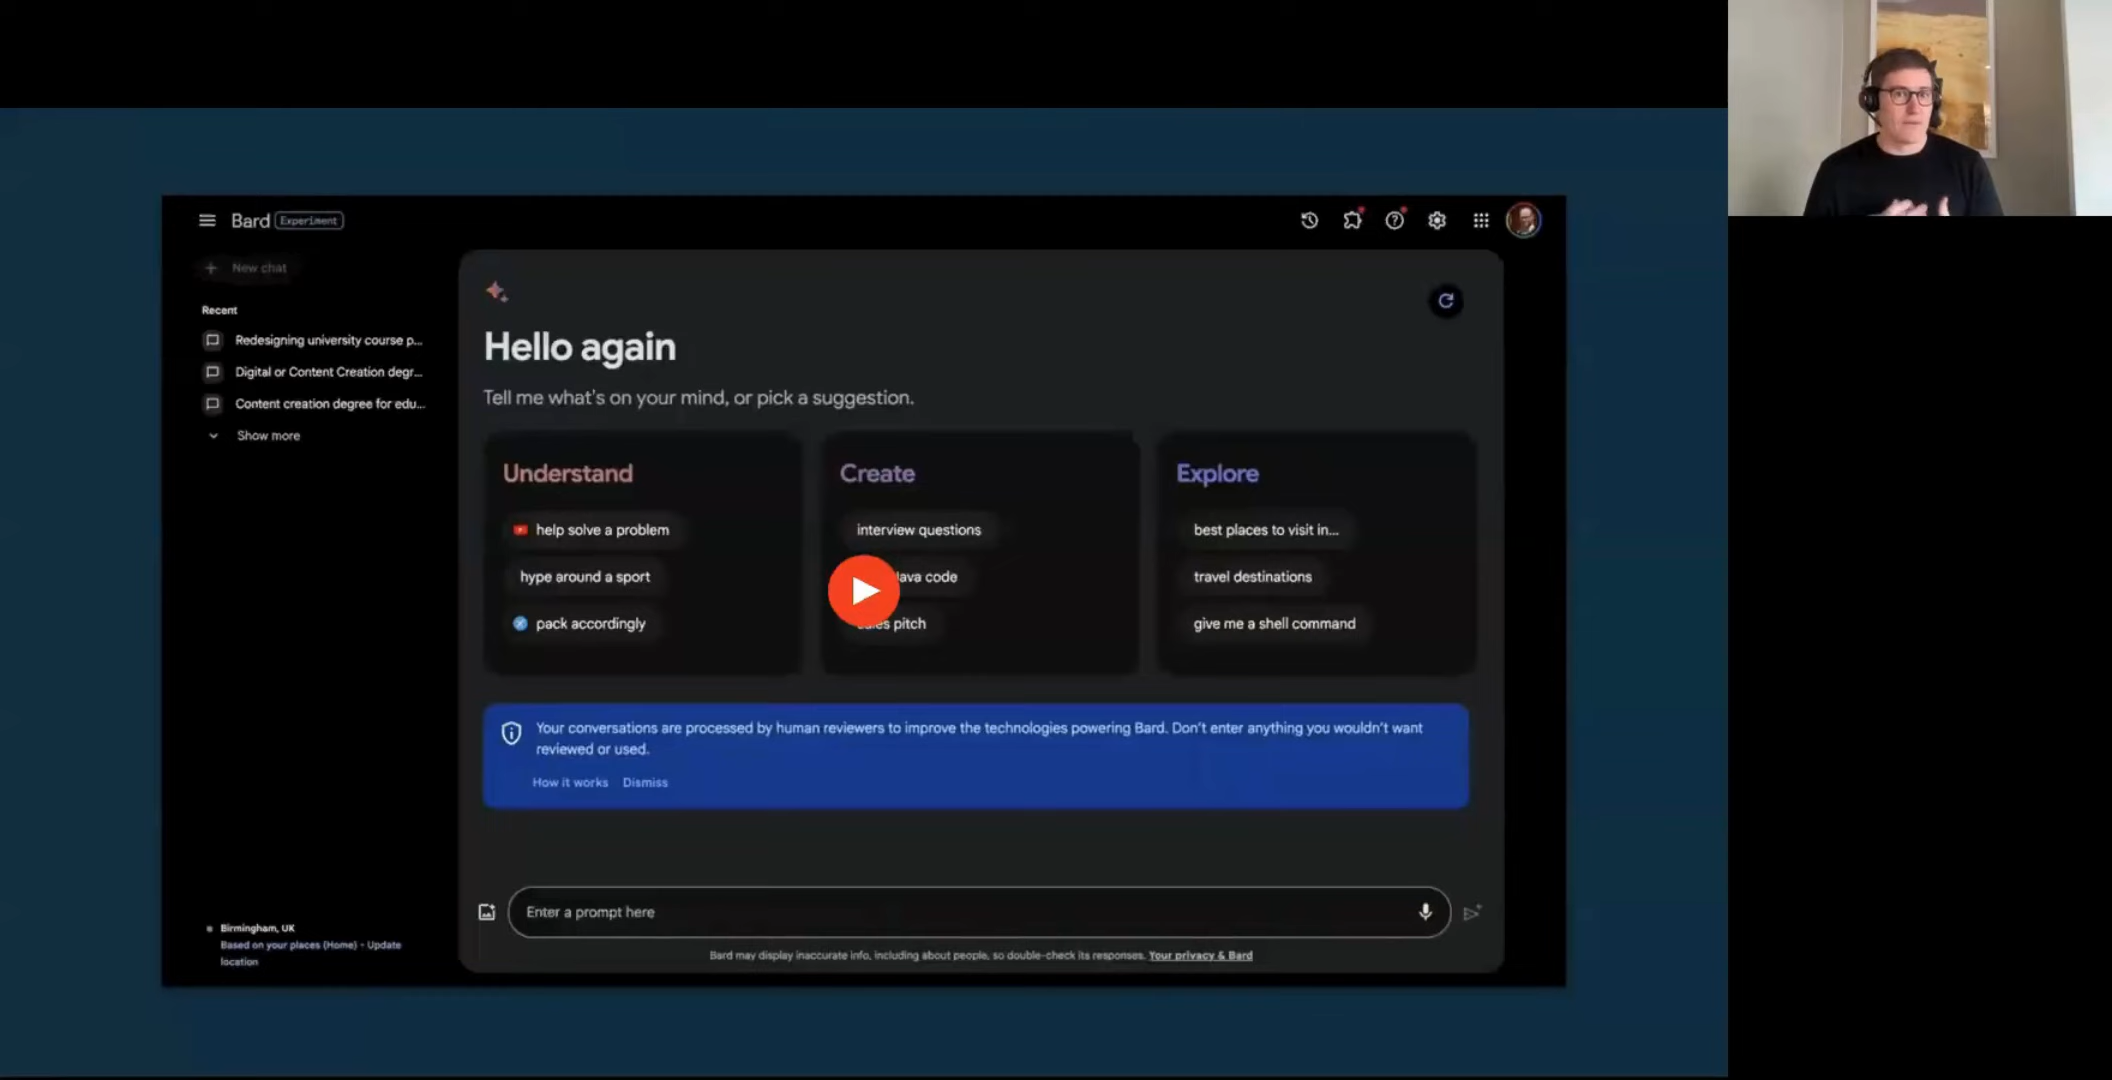 Bard Experiment
New chat
Recent
Redesigning university course p...
Digital or Content Creation degr...
Content creation degree for edu...
Show more
Birmingham, UK
Based on your places (Home) - Update
location
Hello again
Tell me what's on your mind, or pick a suggestion.
Understand
help solve a problem
hype around a sport
pack accordingly
Create
interview questions
Java code
sales pitch
Explore
best places to visit in...
travel destinations
give me a shell command
Your conversations are processed by human reviewers to improve the technologies powering Bard. Don't enter anything you wouldn't want
reviewed or used.
How it works Dismiss
Enter a prompt here
Bard may display inaccurate info, including about people, so double-check its responses. Your privacy & Bard